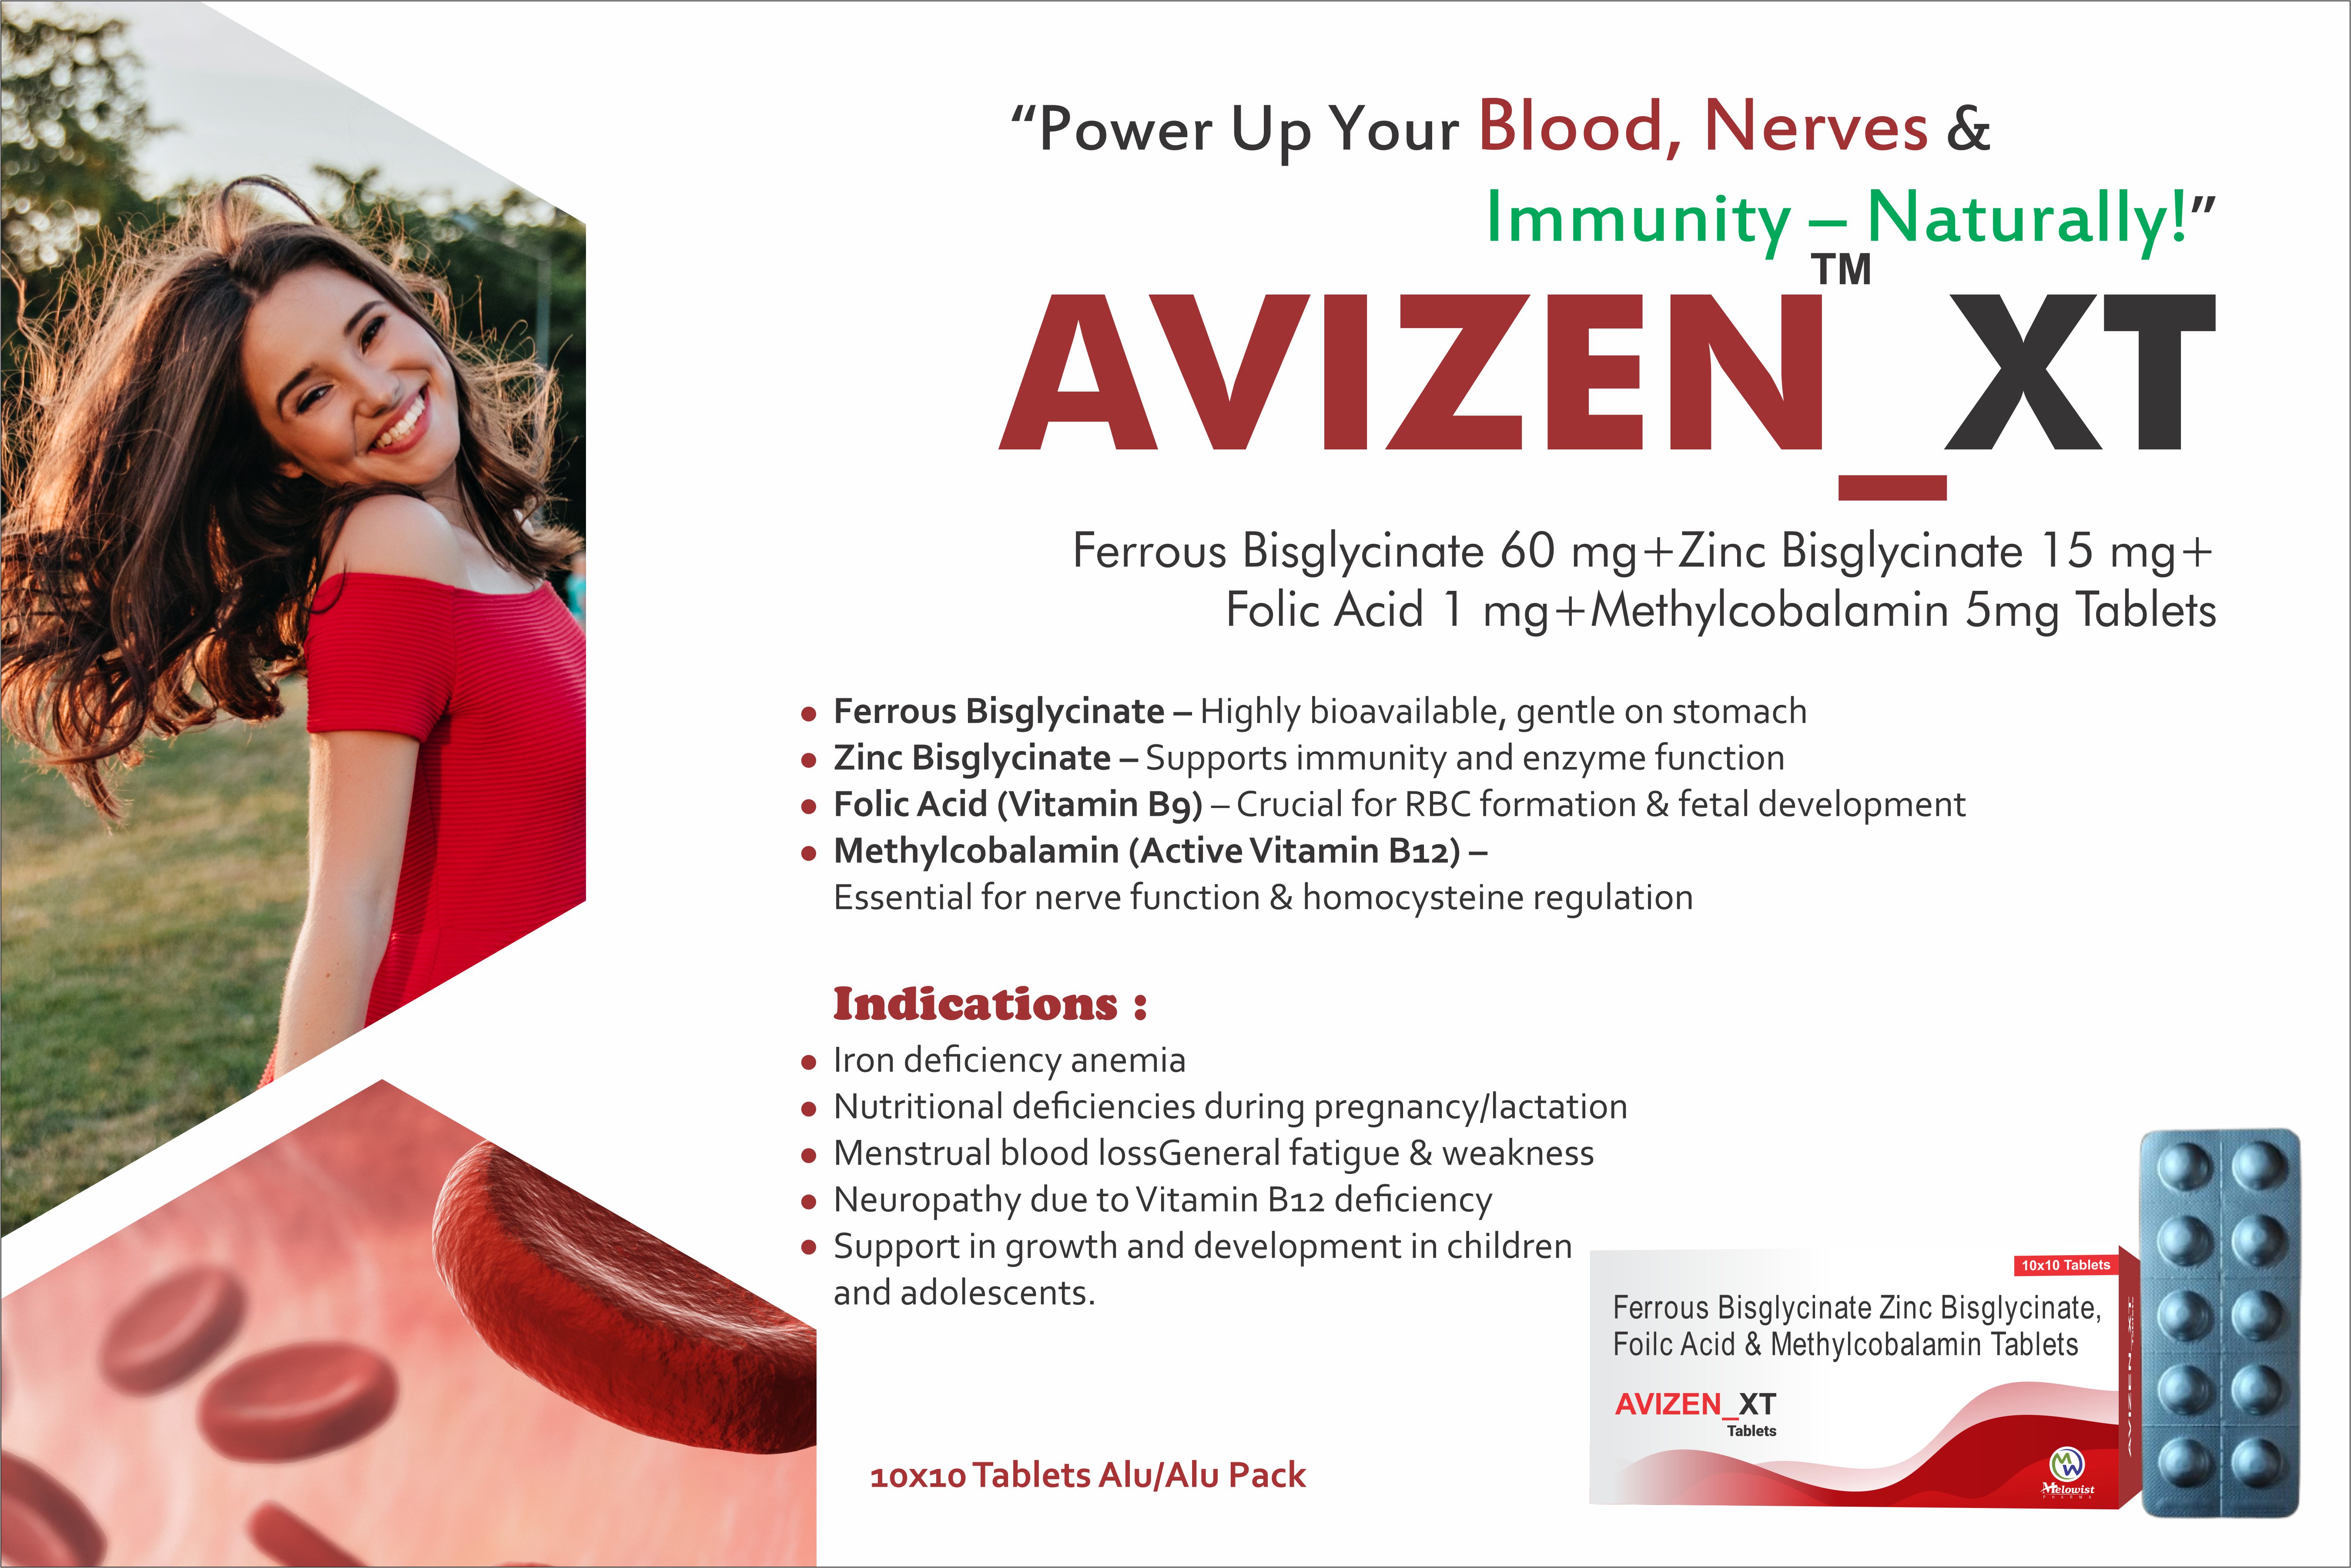 “Power Up Your Blood, Nerves &
Immunity – Naturally!”
AVIZEN™_XT
Ferrous Bisglycinate 60 mg+Zinc Bisglycinate 15 mg+
Folic Acid 1 mg+Methylcobalamin 5mg Tablets
• Ferrous Bisglycinate – Highly bioavailable, gentle on stomach
• Zinc Bisglycinate – Supports immunity and enzyme function
• Folic Acid (Vitamin B9) – Crucial for RBC formation & fetal development
• Methylcobalamin (Active Vitamin B12) –
Essential for nerve function & homocysteine regulation
Indications :
• Iron deficiency anemia
• Nutritional deficiencies during pregnancy/lactation
• Menstrual blood lossGeneral fatigue & weakness
• Neuropathy due to Vitamin B12 deficiency
• Support in growth and development in children
and adolescents.
10x10 Tablets Alu/Alu Pack
10x10 Tablets
Ferrous Bisglycinate Zinc Bisglycinate,
Foilc Acid & Methylcobalamin Tablets
AVIZEN_XT
Tablets
MW
Melowist
PHARMA
AVIZEN_XT